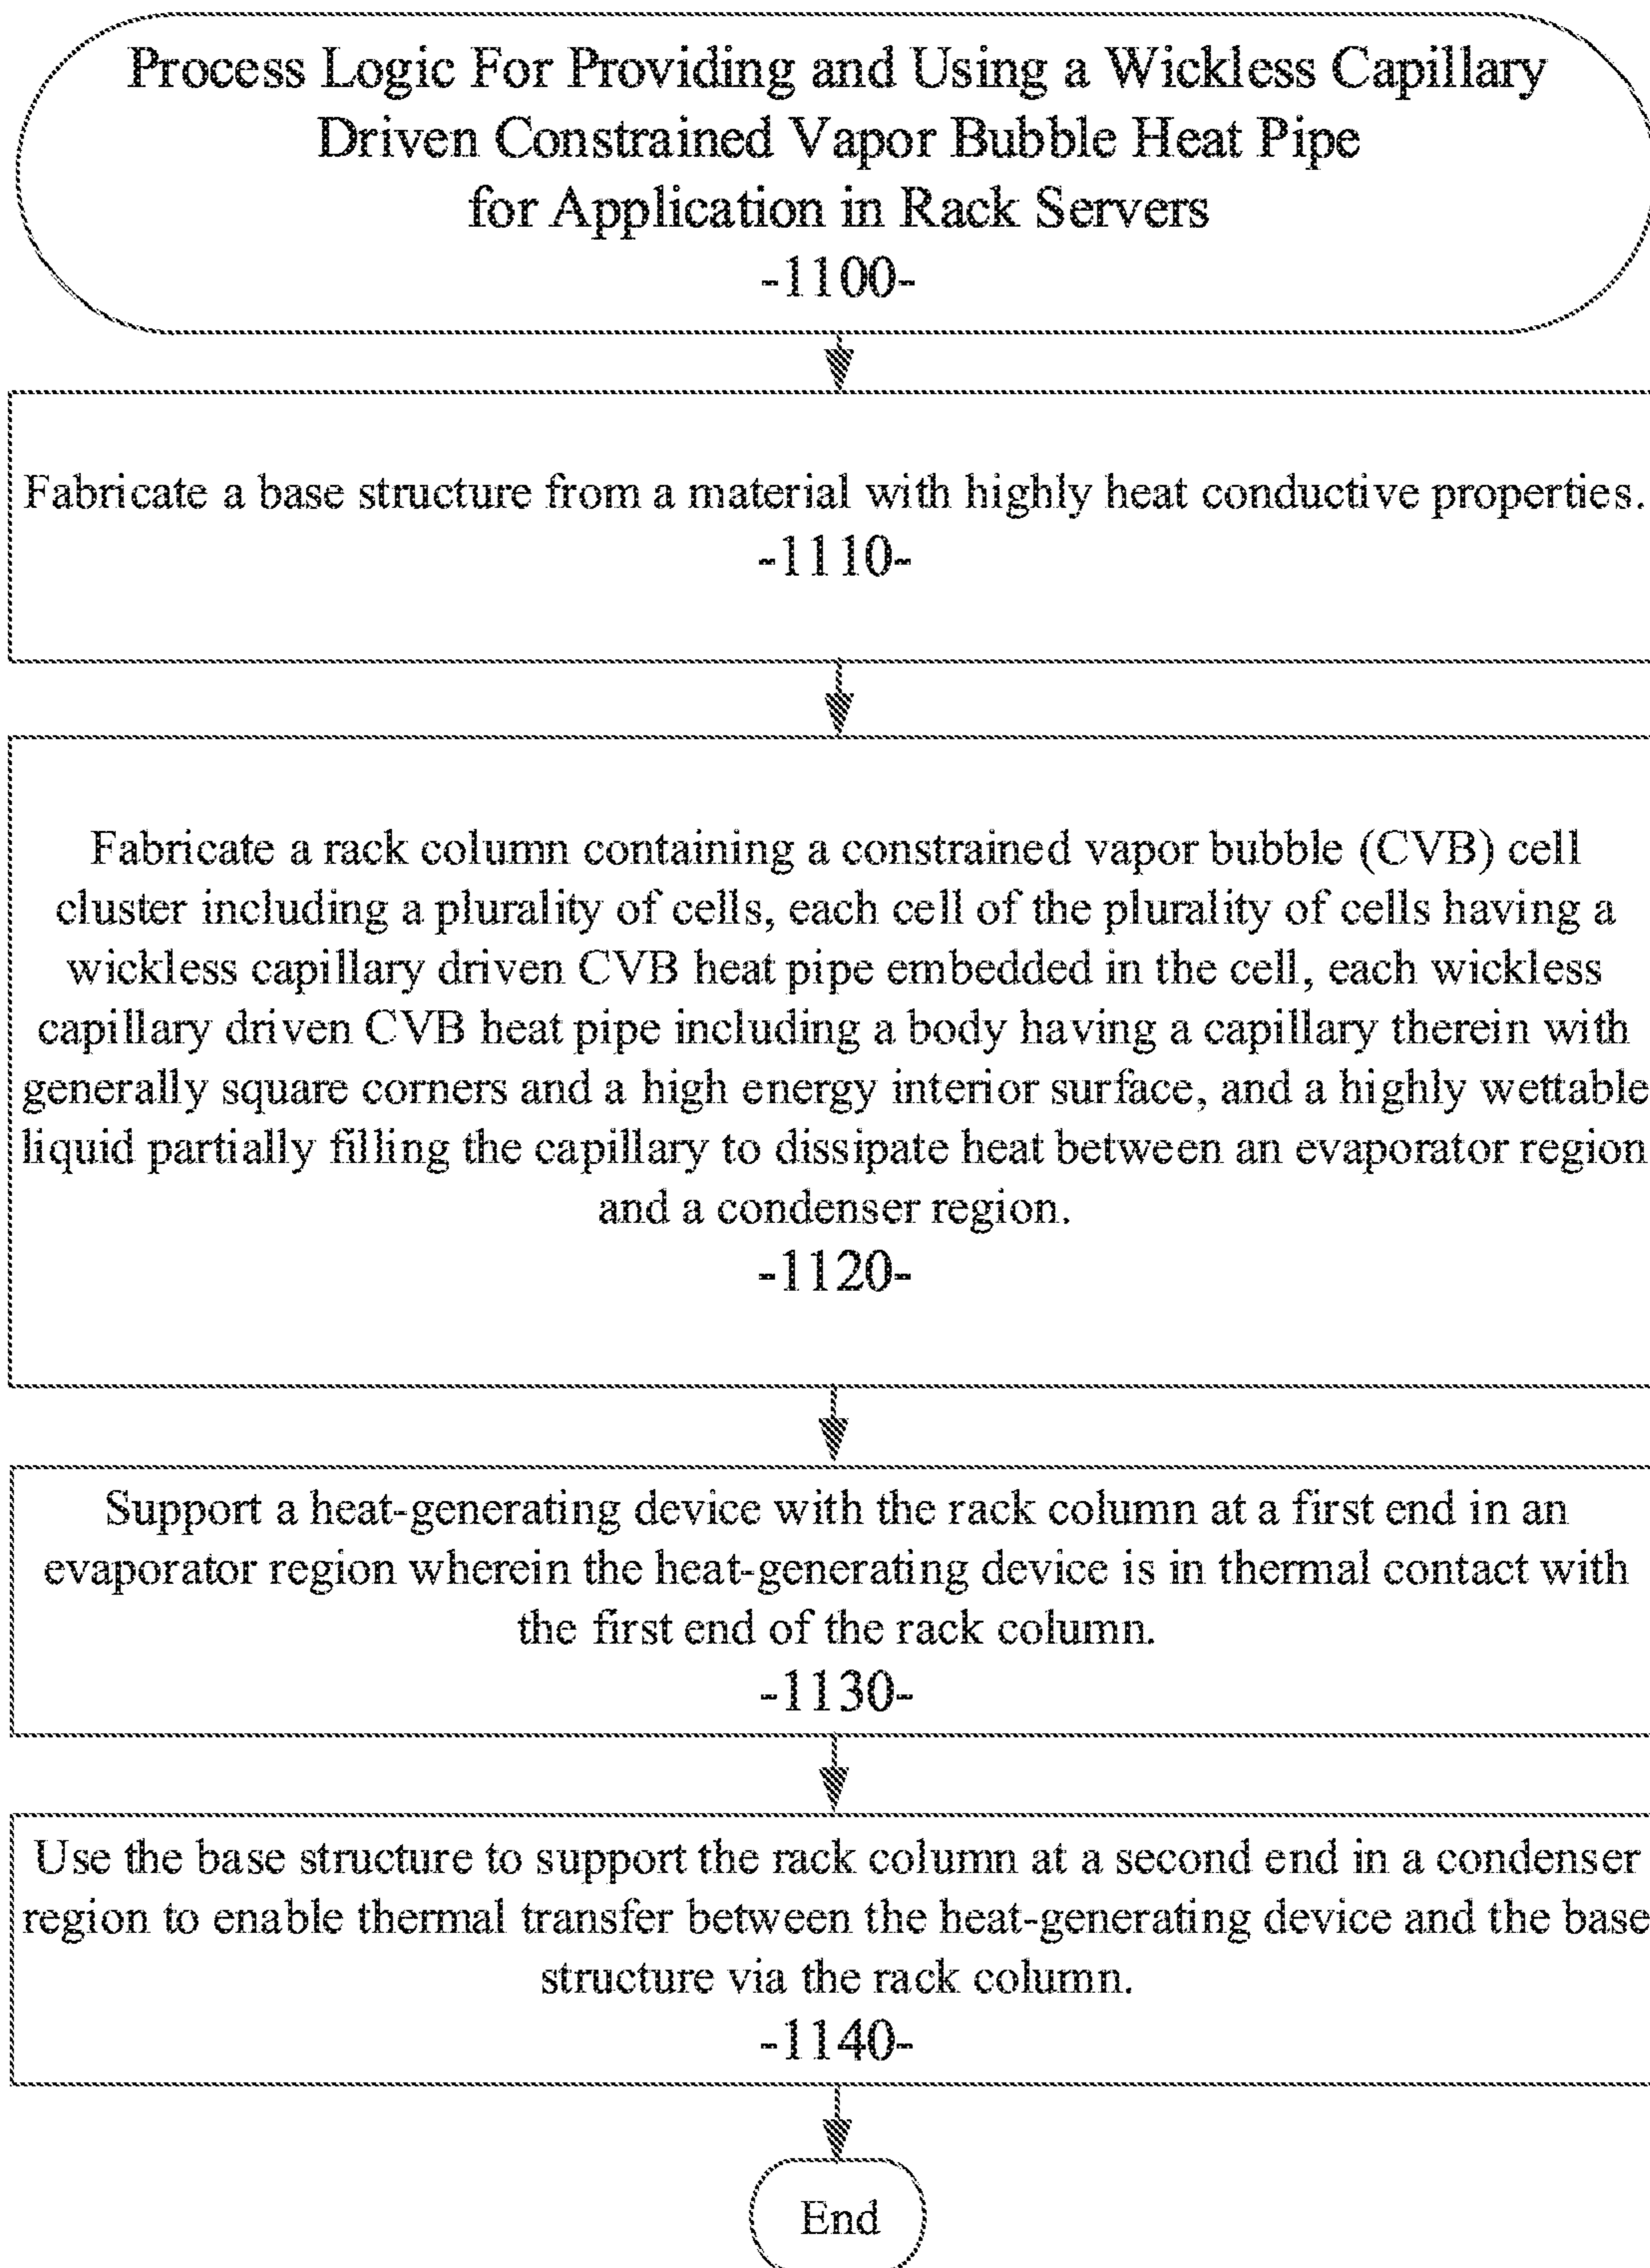 Process Logic For Providing and Using a Wickless Capillary
Driven Constrained Vapor Bubble Heat Pipe
for Application in Rack Servers
-1100-
Fabricate a base structure from a material with highly heat conductive properties.
-1110-
Fabricate a rack column containing a constrained vapor bubble (CVB) cell
cluster including a plurality of cells, each cell of the plurality of cells having a
wickless capillary driven CVB heat pipe embedded in the cell, each wickless
capillary driven CVB heat pipe including a body having a capillary therein with
generally square corners and a high energy interior surface, and a highly wettable
liquid partially filling the capillary to dissipate heat between an evaporator region
and a condenser region.
-1120-
Support a heat-generating device with the rack column at a first end in an
evaporator region wherein the heat-generating device is in thermal contact with
the first end of the rack column.
-1130-
Use the base structure to support the rack column at a second end in a condenser
region to enable thermal transfer between the heat-generating device and the base
structure via the rack column.
-1140-
End